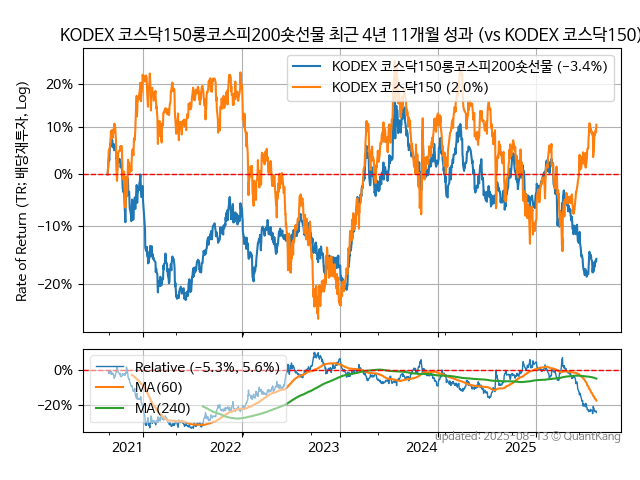 KODEX 코스닥150롱코스피200숏선물 최근 4년 11개월 성과 (vs KODEX 코스닥150)
KODEX 코스닥150롱코스피200숏선물 (−3.4%)
KODEX 코스닥150 (2.0%)
Rate of Return (TR: 배당재투자, Log)
20%
10%
0%
−10%
−20%
Relative (−5.3%, 5.6%)
MA(60)
MA(240)
0%
−20%
2021
2022
2023
2024
2025
updated: 2025-08-13 © QuantKang